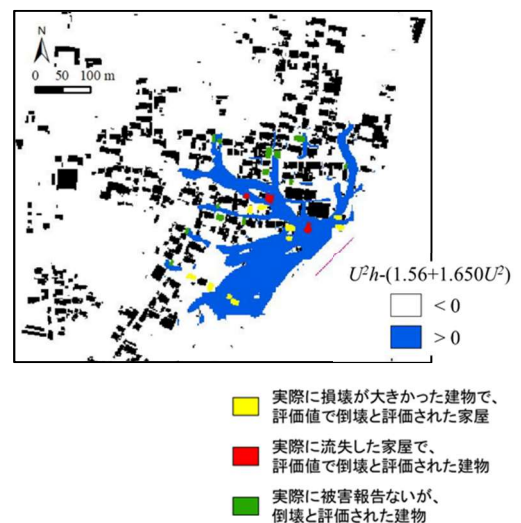 N
0 50 100 m
U²h-(1.56+1.650U²)
< 0
> 0
実際に損壊が大きかった建物で、
評価値で倒壊と評価された家屋
実際に流失した家屋で、
評価値で倒壊と評価された建物
実際に被害報告ないが、
倒壊と評価された建物